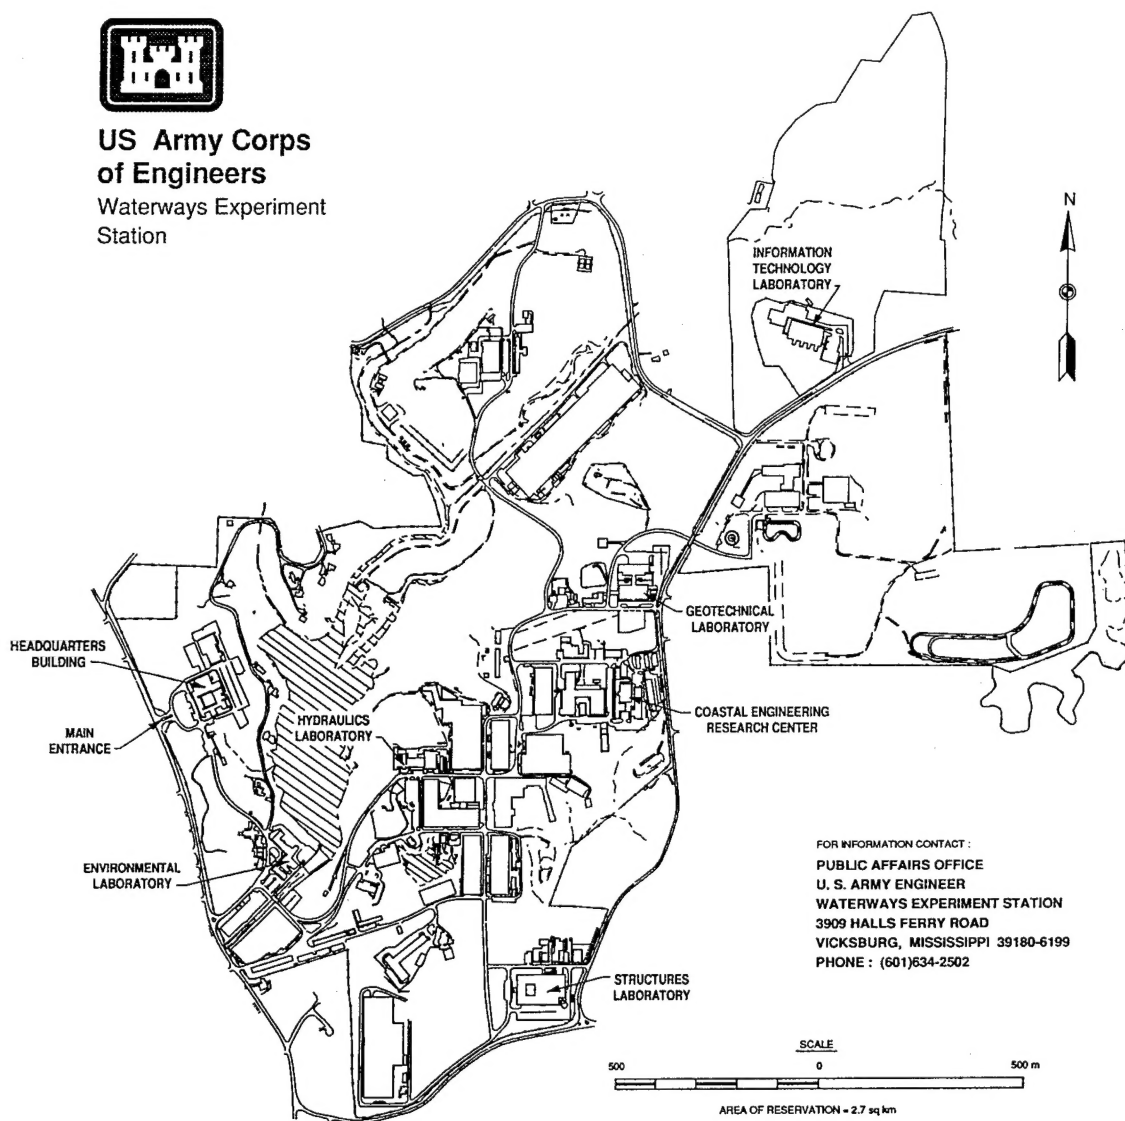 US Army Corps
of Engineers
Waterways Experiment
Station
N
INFORMATION
TECHNOLOGY
LABORATORY
GEOTECHNICAL
LABORATORY
HEADQUARTERS
BUILDING
MAIN
ENTRANCE
HYDRAULICS
LABORATORY
COASTAL ENGINEERING
RESEARCH CENTER
ENVIRONMENTAL
LABORATORY
STRUCTURES
LABORATORY
FOR INFORMATION CONTACT :
PUBLIC AFFAIRS OFFICE
U. S. ARMY ENGINEER
WATERWAYS EXPERIMENT STATION
3909 HALLS FERRY ROAD
VICKSBURG, MISSISSIPPI 39180-6199
PHONE : (601)634-2502
SCALE
500 0 500 m
AREA OF RESERVATION = 2.7 sq km